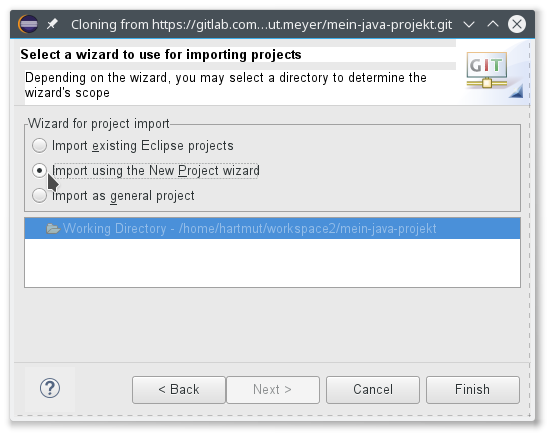 Cloning from https://gitlab.com...ut.meyer/mein-java-projekt.git
Select a wizard to use for importing projects
Depending on the wizard, you may select a directory to determine the
wizard's scope
GIT
Wizard for project import
Import existing Eclipse projects
Import using the New Project wizard
Import as general project
Working Directory - /home/hartmut/workspace2/mein-java-projekt
?
< Back
Next >
Cancel
Finish